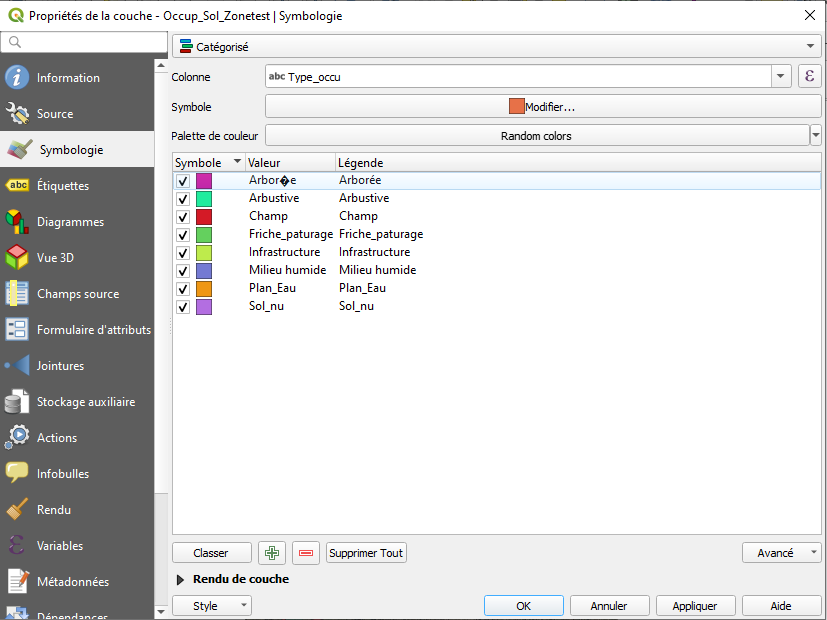 Propriétés de la couche - Occup_Sol_Zonetest | Symbologie
Catégorisé
Information
Source
Symbologie
abc Étiquettes
Diagrammes
Vue 3D
Champs source
Formulaire d'attributs
Jointures
Stockage auxiliaire
Actions
Infobulles
Rendu
Variables
Métadonnées
Dépendances
Colonne abc Type_occu ε
Symbole Modifier…
Palette de couleur Random colors
Symbole Valeur Légende
Arbor�e Arborée
Arbustive Arbustive
Champ Champ
Friche_paturage Friche_paturage
Infrastructure Infrastructure
Milieu humide Milieu humide
Plan_Eau Plan_Eau
Sol_nu Sol_nu
Classer Supprimer Tout Avancé
Rendu de couche
Style OK Annuler Appliquer Aide